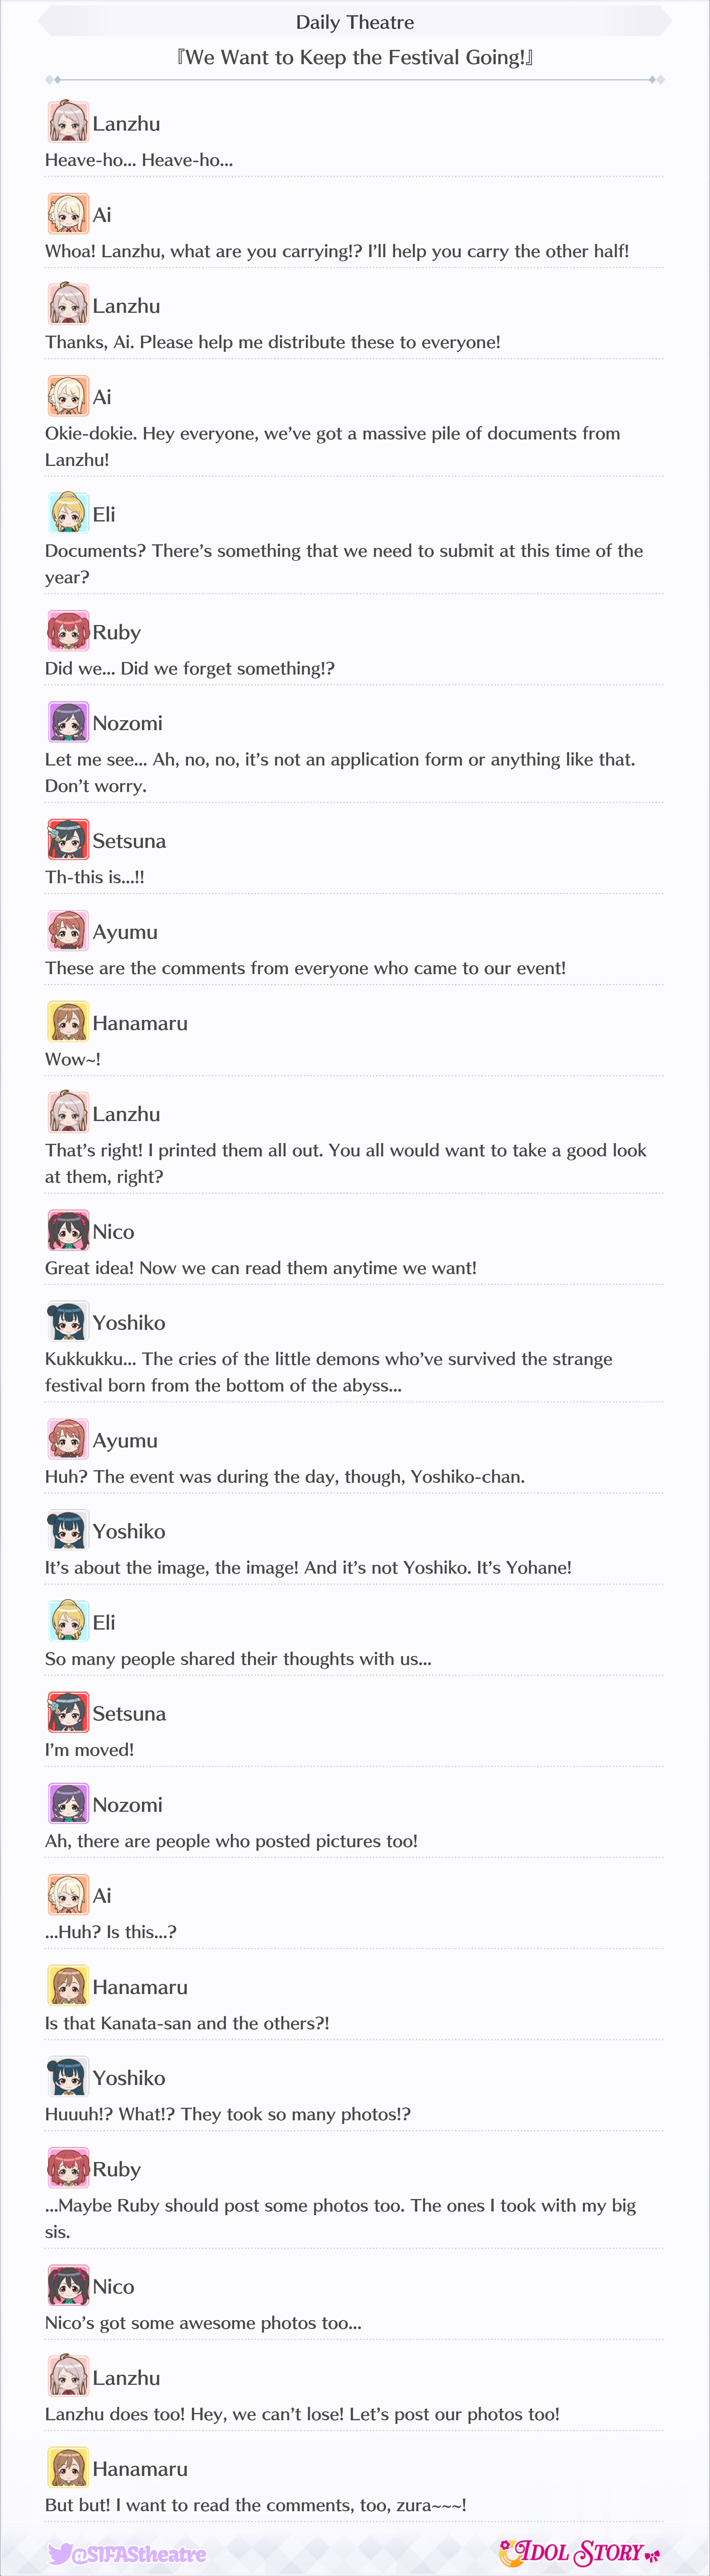 Daily Theatre
『We Want to Keep the Festival Going!』
Lanzhu
Heave-ho... Heave-ho...
Ai
Whoa! Lanzhu, what are you carrying!? I'll help you carry the other half!
Lanzhu
Thanks, Ai. Please help me distribute these to everyone!
Ai
Okie-dokie. Hey everyone, we've got a massive pile of documents from
Lanzhu!
Eli
Documents? There's something that we need to submit at this time of the
year?
Ruby
Did we... Did we forget something!?
Nozomi
Let me see... Ah, no, no, it's not an application form or anything like that.
Don't worry.
Setsuna
Th-this is...!!
Ayumu
These are the comments from everyone who came to our event!
Hanamaru
Wow~!
Lanzhu
That's right! I printed them all out. You all would want to take a good look
at them, right?
Nico
Great idea! Now we can read them anytime we want!
Yoshiko
Kukkukku... The cries of the little demons who've survived the strange
festival born from the bottom of the abyss...
Ayumu
Huh? The event was during the day, though, Yoshiko-chan.
Yoshiko
It's about the image, the image! And it's not Yoshiko. It's Yohane!
Eli
So many people shared their thoughts with us...
Setsuna
I'm moved!
Nozomi
Ah, there are people who posted pictures too!
Ai
...Huh? Is this...?
Hanamaru
Is that Kanata-san and the others?!
Yoshiko
Huuuh!? What!? They took so many photos!?
Ruby
...Maybe Ruby should post some photos too. The ones I took with my big
sis.
Nico
Nico's got some awesome photos too...
Lanzhu
Lanzhu does too! Hey, we can't lose! Let's post our photos too!
Hanamaru
But but! I want to read the comments, too, zura~~~!
@SIFAStheatre
IDOL STORY